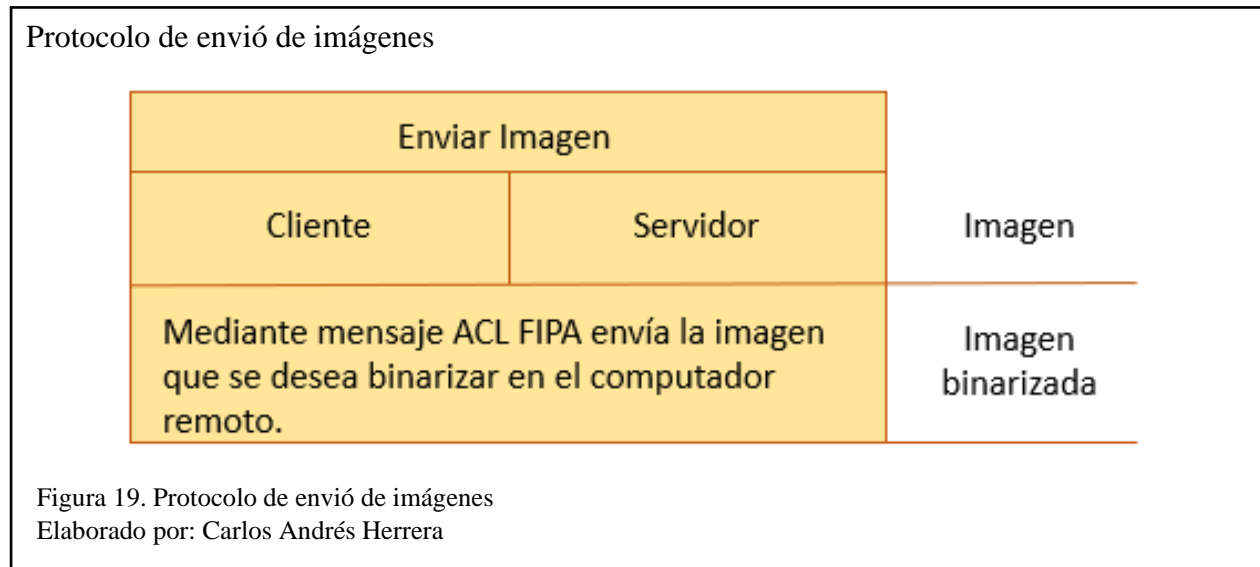 Protocolo de envió de imágenes
Enviar Imagen
Cliente
Servidor
Imagen
Mediante mensaje ACL FIPA envía la imagen
que se desea binarizar en el computador
remoto.
Imagen
binarizada
Figura 19. Protocolo de envió de imágenes
Elaborado por: Carlos Andrés Herrera